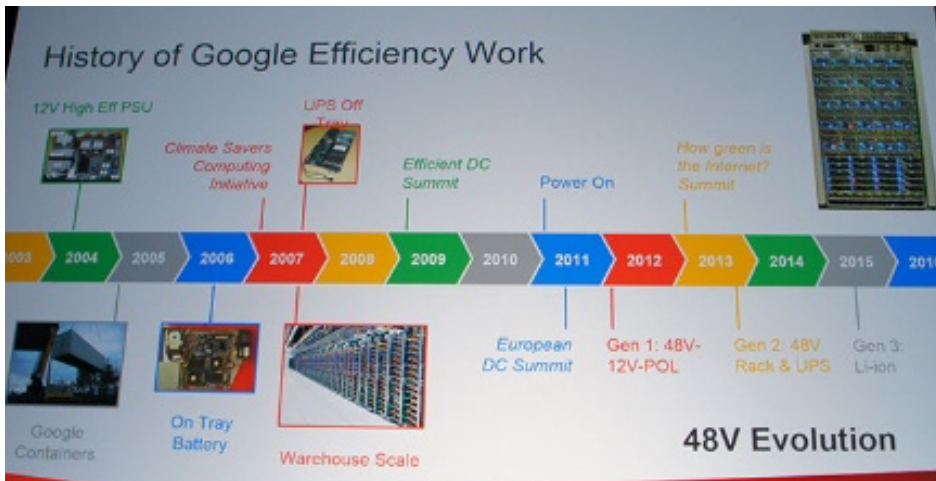 History of Google Efficiency Work
12V High Eff PSU
UPS Off
Tray
Climate Savers
Computing
Initiative
Efficient DC
Summit
Power On
How green is
the Internet?
Summit
2003
2004
2005
2006
2007
2008
2009
2010
2011
2012
2013
2014
2015
201
Google
Containers
On Tray
Battery
Warehouse Scale
European
DC Summit
Gen 1: 48V-
12V-POL
Gen 2: 48V
Rack & UPS
Gen 3:
Li-ion
48V Evolution